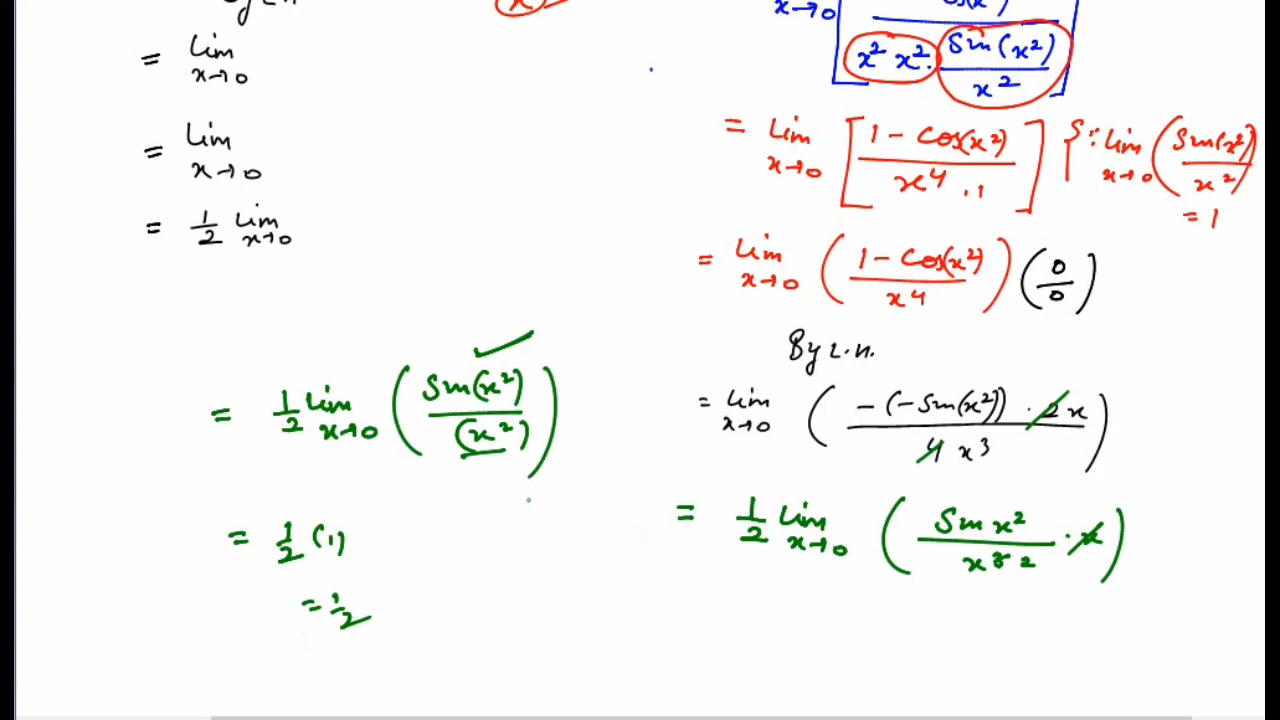 = lim x→0
= lim x→0
= 1/2 lim x→0
x→0
x² x². Sin(x²)/x²
= lim x→0 [1 - Cos(x²) / x⁴ . 1] {∵ lim x→0 (Sin(x²)/x²) = 1
= lim x→0 (1 - Cos(x²) / x⁴) (0/0)
By L.H.
= lim x→0 (-(-Sin(x²)) · 2x / 4x³)
= 1/2 lim x→0 (Sin x² / x³ 2 · x)
= 1/2 lim x→0 (Sin(x²) / (x²))
= 1/2 (1)
= 1/2